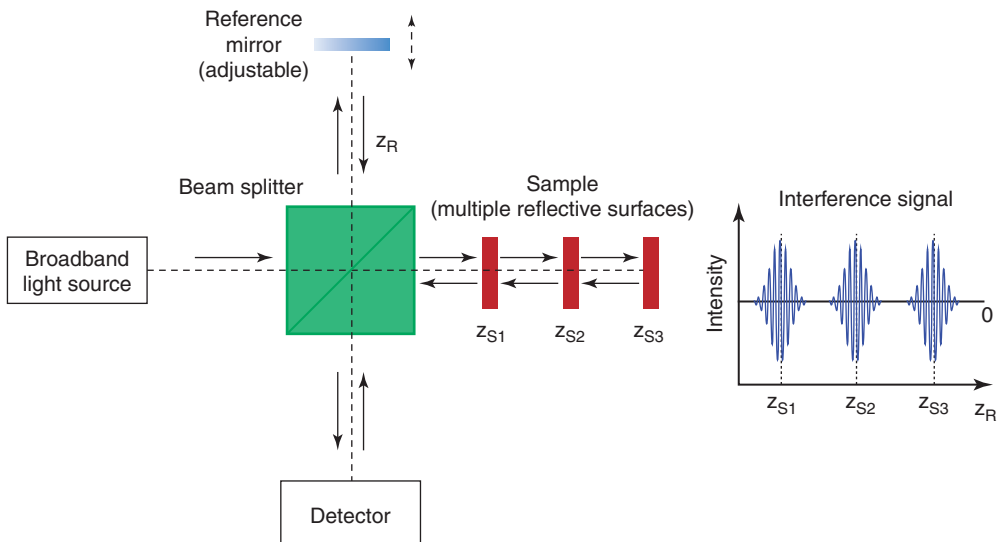 Reference
mirror
(adjustable)
z_R
Beam splitter
Sample
(multiple reflective surfaces)
Interference signal
Broadband
light source
Intensity
0
z_S1
z_S2
z_S3
z_S1
z_S2
z_S3
z_R
Detector